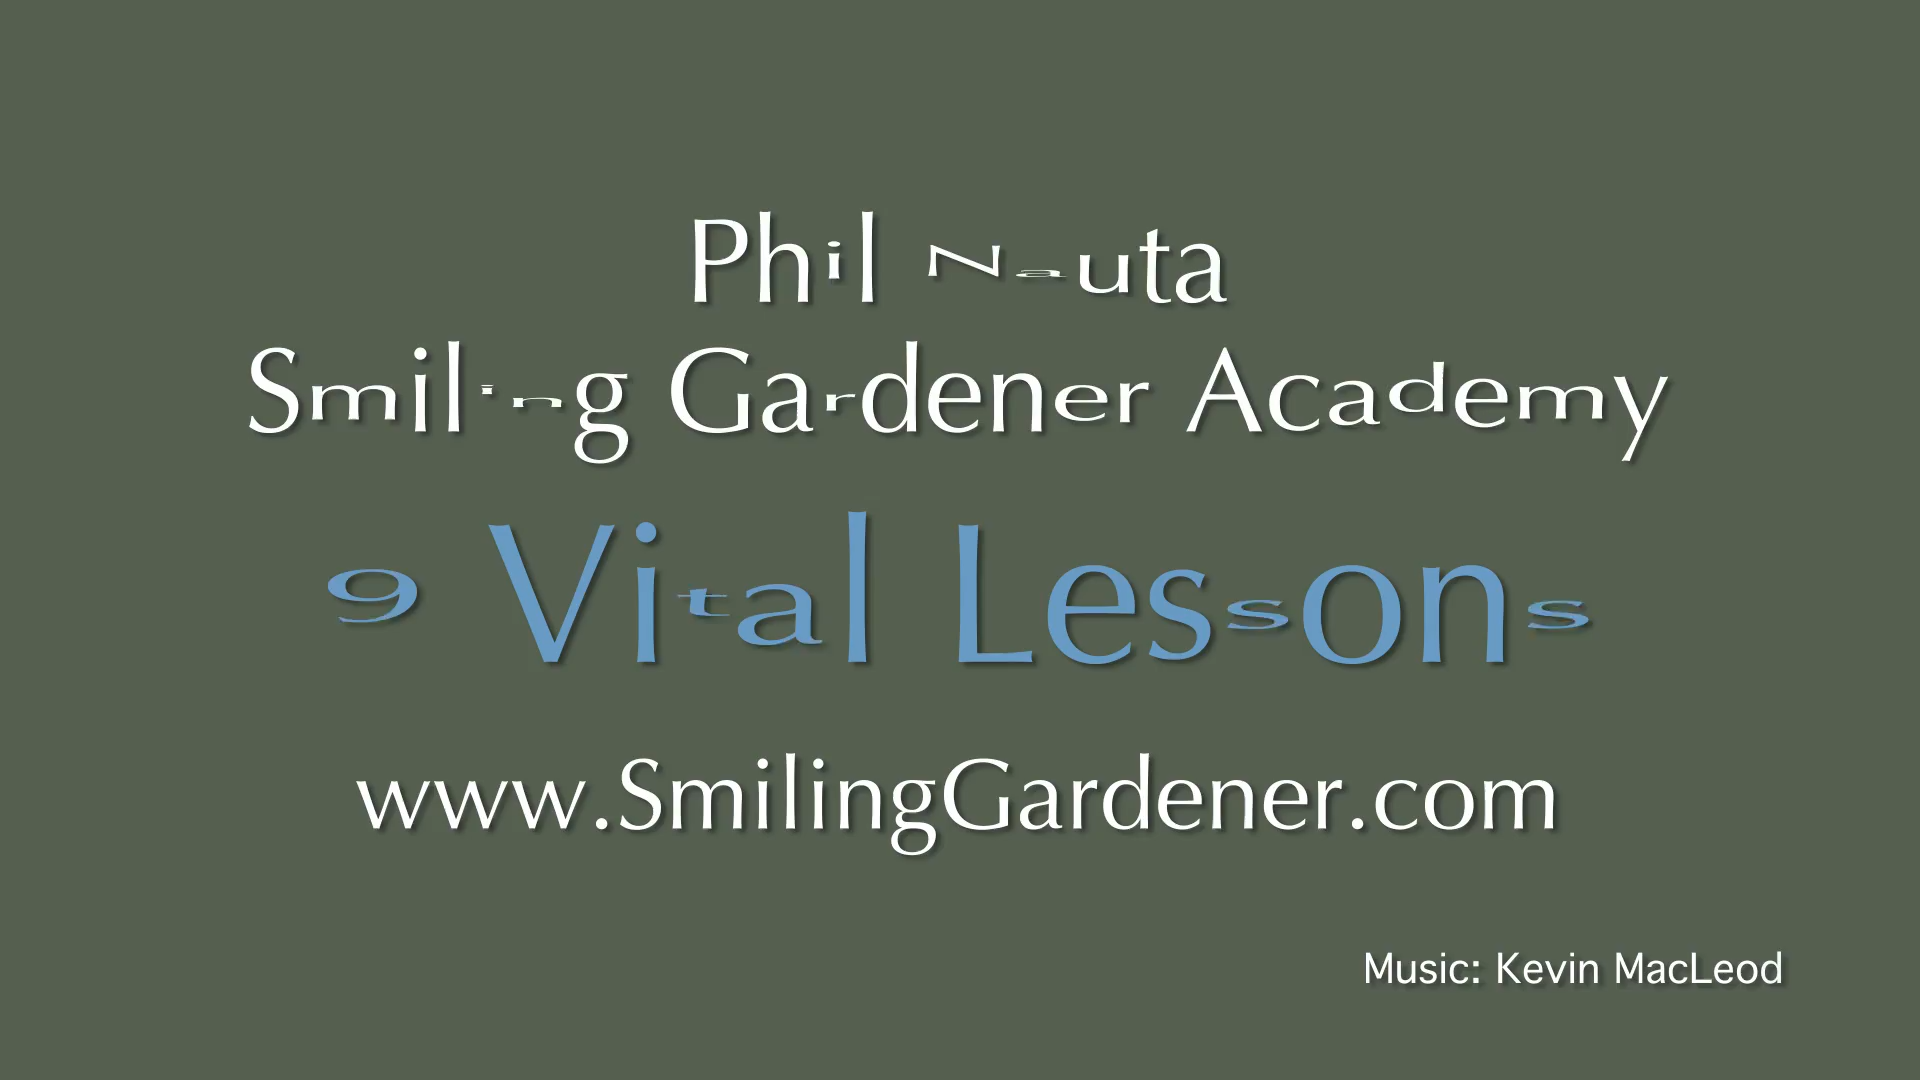 Phil Nauta
Smiling Gardener Academy
9 Vital Lessons
www.SmilingGardener.com
Music: Kevin MacLeod